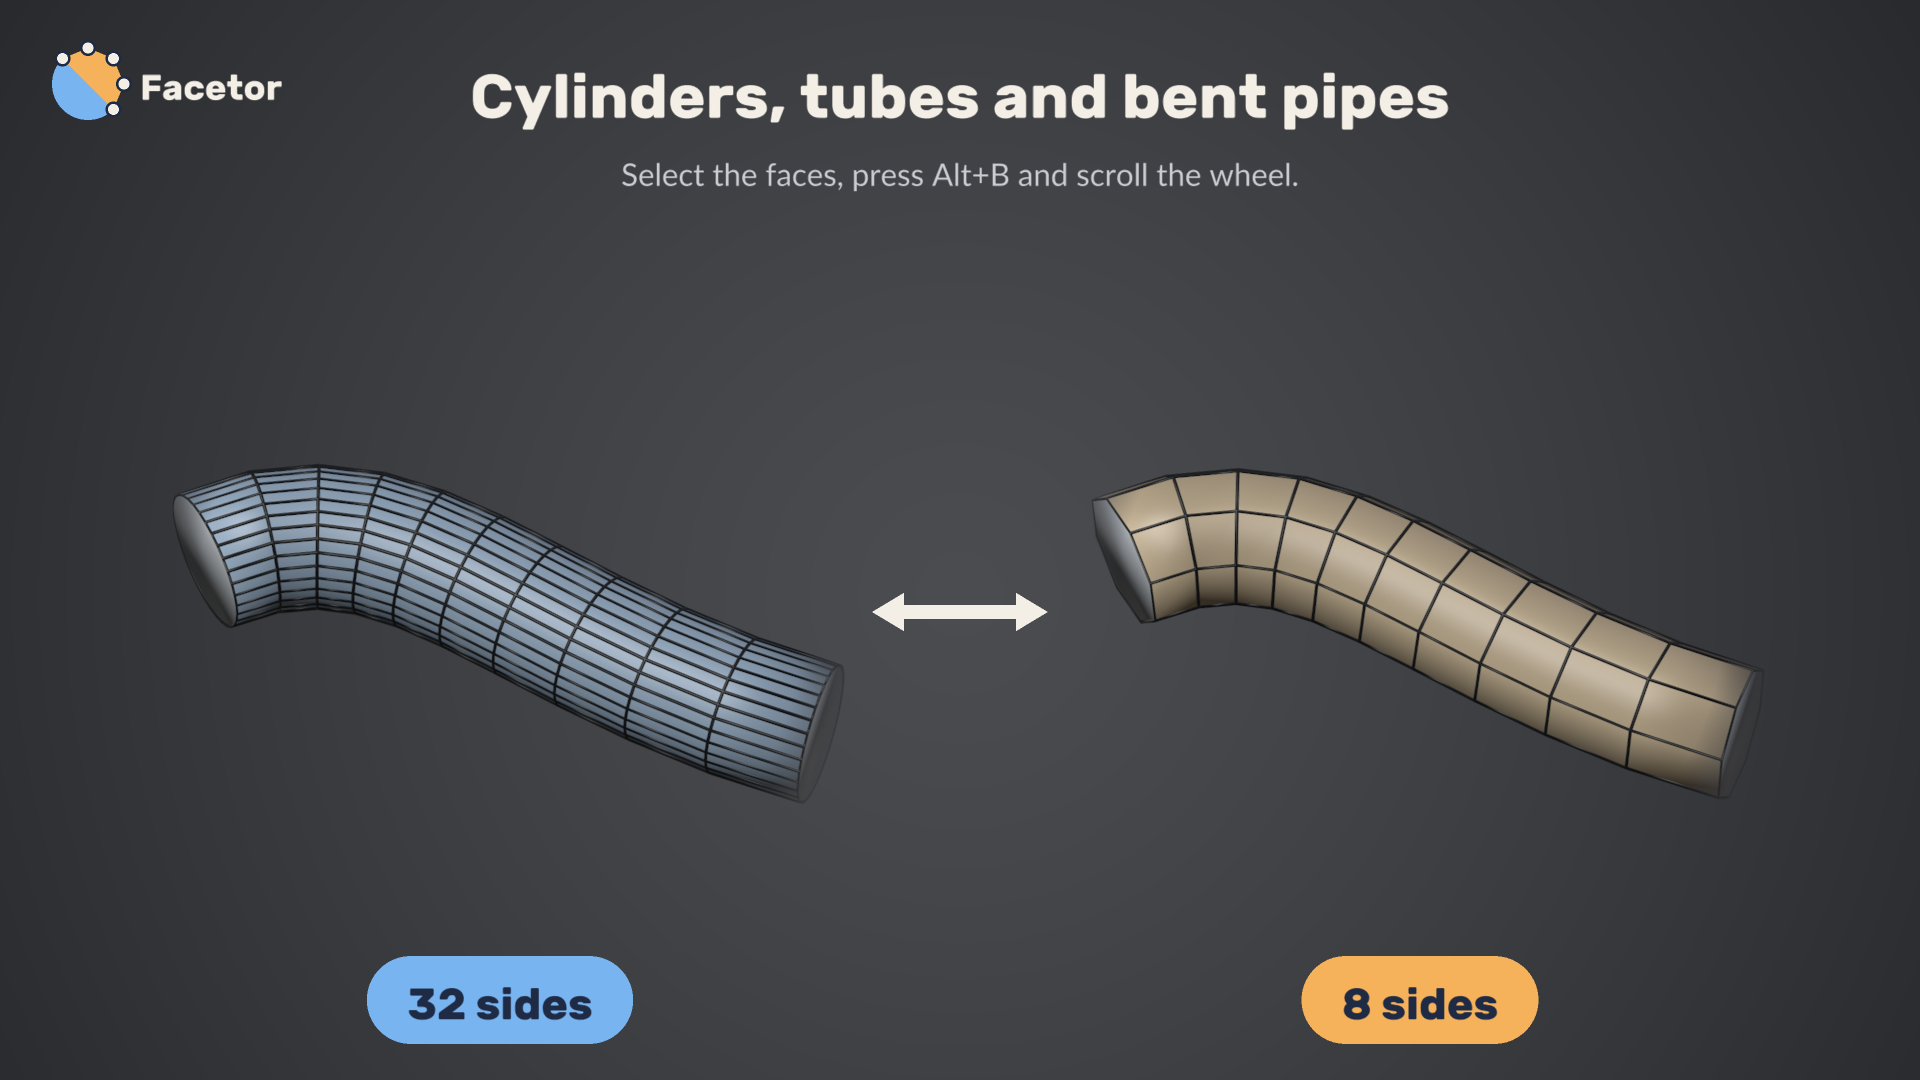 Facetor
Cylinders, tubes and bent pipes
Select the faces, press Alt+B and scroll the wheel.
32 sides
8 sides